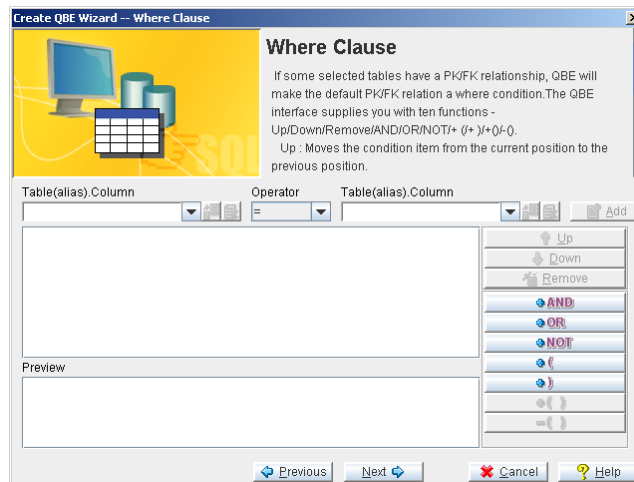 Create QBE Wizard -- Where Clause
Where Clause
If some selected tables have a PK/FK relationship, QBE will
make the default PK/FK relation a where condition.The QBE
interface supplies you with ten functions -
Up/Down/Remove/AND/OR/NOT/+ (/+ )/+()/-().
Up : Moves the condition item from the current position to the
previous position.
SQL
Table(alias).Column Operator Table(alias).Column
= Add
Up
Down
Remove
AND
OR
NOT
(
)
( )
( )
Preview
Previous Next Cancel Help